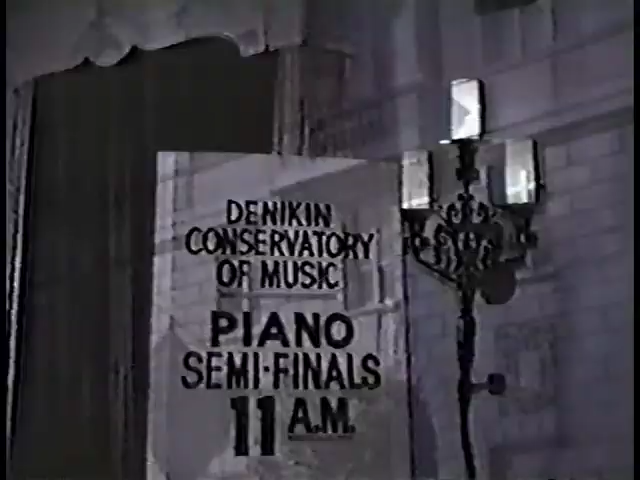 DENIKIN
CONSERVATORY
OF MUSIC
PIANO
SEMI-FINALS
11 A.M.